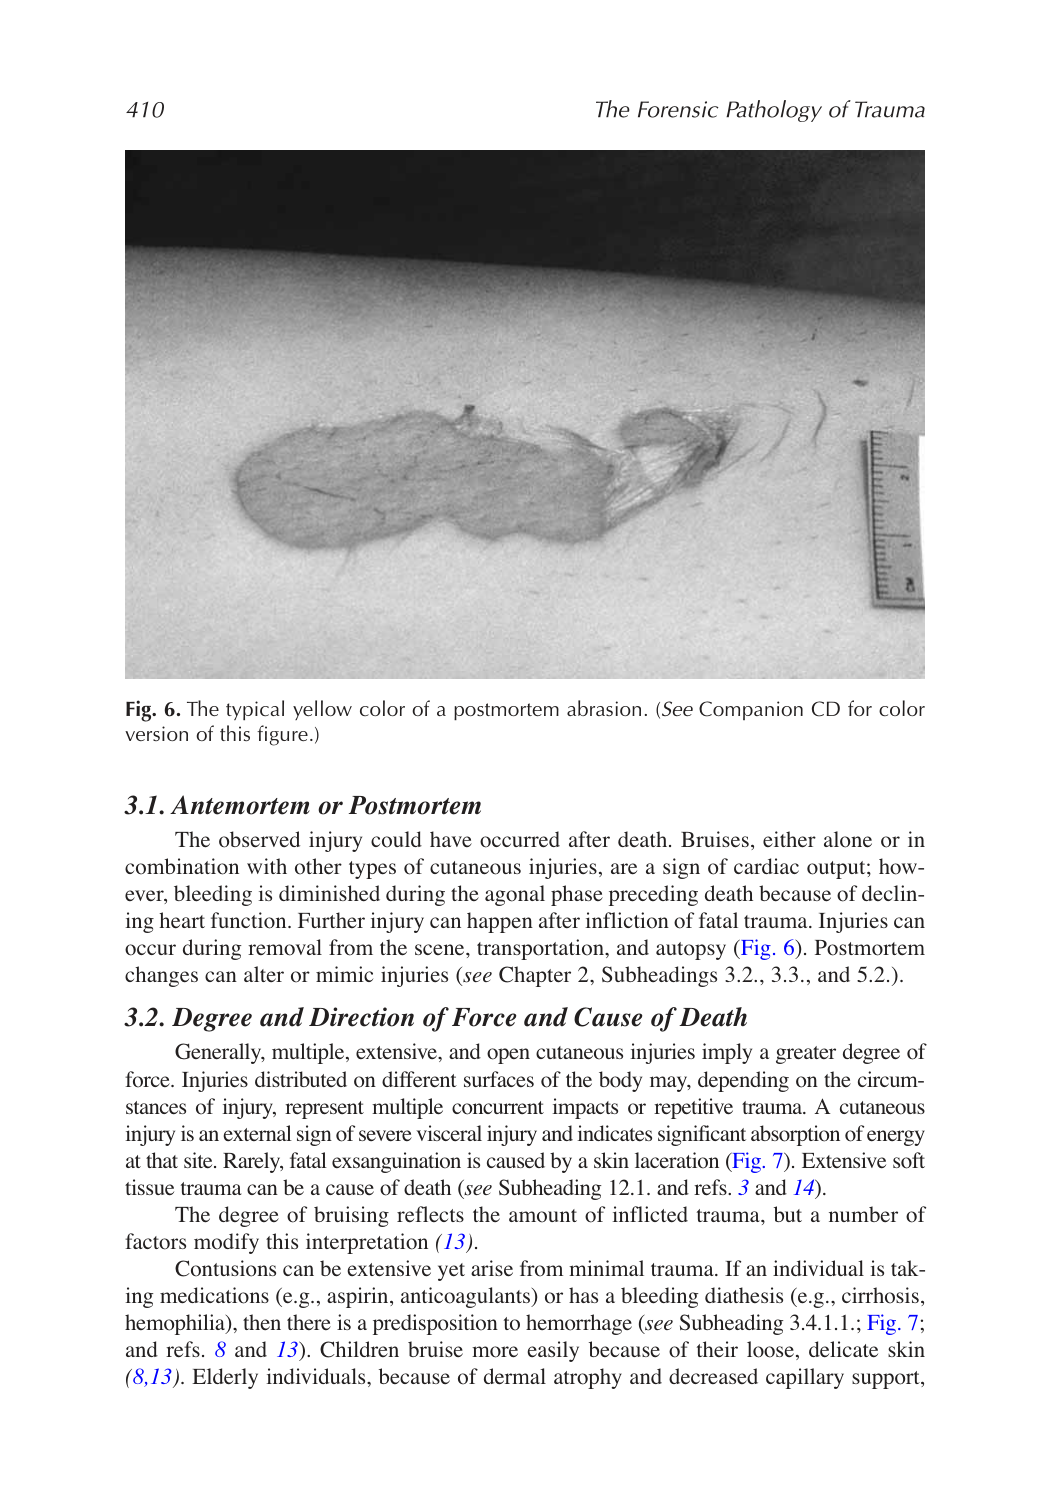 410
The Forensic Pathology of Trauma
2
1
Fig. 6. The typical yellow color of a postmortem abrasion. (See Companion CD for color
version of this figure.)
3.1. Antemortem or Postmortem
The observed injury could have occurred after death. Bruises, either alone or in
combination with other types of cutaneous injuries, are a sign of cardiac output; how-
ever, bleeding is diminished during the agonal phase preceding death because of declin-
ing heart function. Further injury can happen after infliction of fatal trauma. Injuries can
occur during removal from the scene, transportation, and autopsy (Fig. 6). Postmortem
changes can alter or mimic injuries (see Chapter 2, Subheadings 3.2., 3.3., and 5.2.).
3.2. Degree and Direction of Force and Cause of Death
Generally, multiple, extensive, and open cutaneous injuries imply a greater degree of
force. Injuries distributed on different surfaces of the body may, depending on the circum-
stances of injury, represent multiple concurrent impacts or repetitive trauma. A cutaneous
injury is an external sign of severe visceral injury and indicates significant absorption of energy
at that site. Rarely, fatal exsanguination is caused by a skin laceration (Fig. 7). Extensive soft
tissue trauma can be a cause of death (see Subheading 12.1. and refs. 3 and 14).
The degree of bruising reflects the amount of inflicted trauma, but a number of
factors modify this interpretation (13).
Contusions can be extensive yet arise from minimal trauma. If an individual is tak-
ing medications (e.g., aspirin, anticoagulants) or has a bleeding diathesis (e.g., cirrhosis,
hemophilia), then there is a predisposition to hemorrhage (see Subheading 3.4.1.1.; Fig. 7;
and refs. 8 and 13). Children bruise more easily because of their loose, delicate skin
(8,13). Elderly individuals, because of dermal atrophy and decreased capillary support,